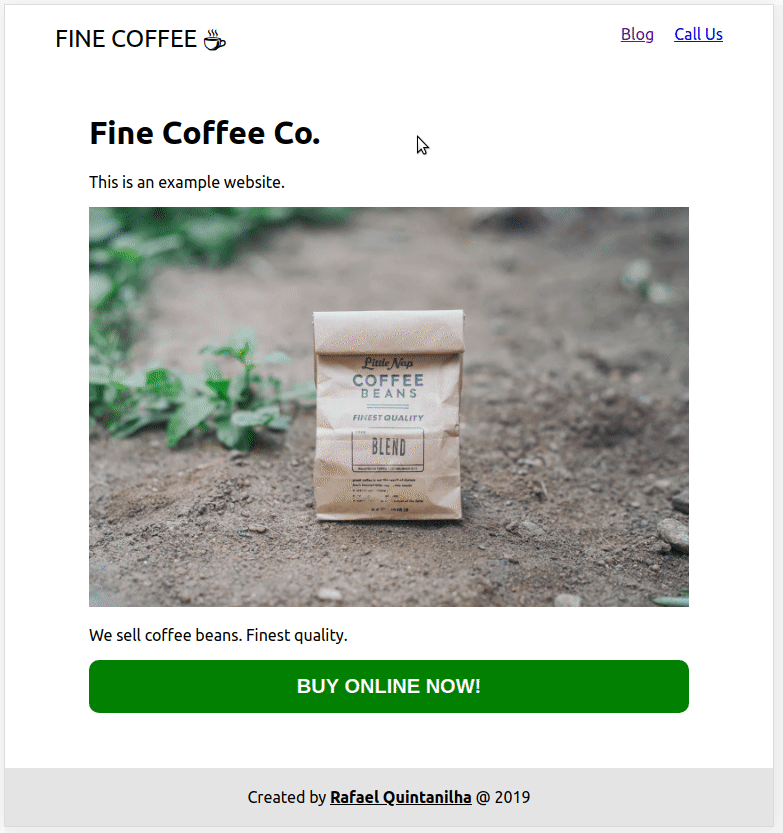 FINE COFFEE ☕
Blog
Call Us
Fine Coffee Co.
This is an example website.
Little Nap
COFFEE
BEANS
FINEST QUALITY
BLEND
We sell coffee beans. Finest quality.
BUY ONLINE NOW!
Created by Rafael Quintanilha @ 2019